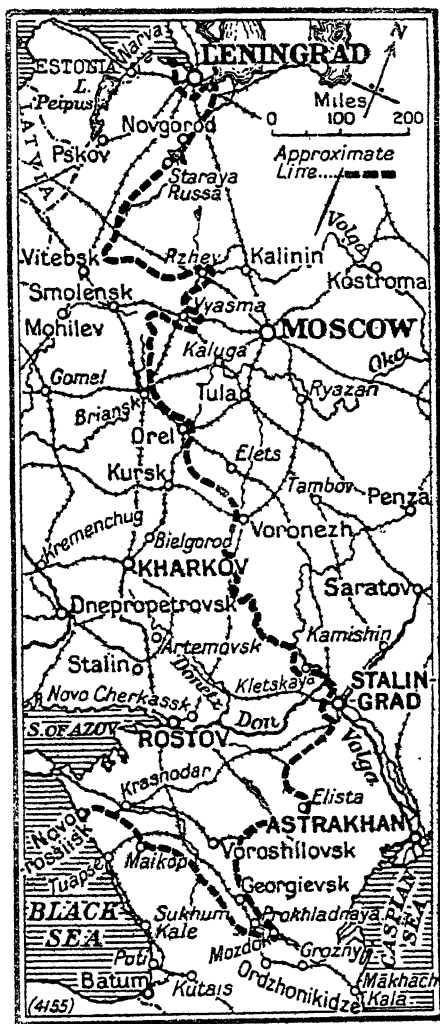 Narva
LENINGRAD
ESTONIA
L. Peipus
N
Miles
0 100 200
LATVIA
Novgorod
Pskov
Staraya Russa
Approximate Line....
Volga
Vitebsk
Rzhev
Kalinin
Kostroma
Smolensk
Vyasma
Mohilev
MOSCOW
Kaluga
Oka
Gomel
Tula
Ryazan
Briansk
Orel
Elets
Kursk
Tambov
Penza
Voronezh
Kremenchug
Bielgorod
KHARKOV
Saratov
Dnepropetrovsk
Kamishin
Artemovsk
Stalin
Donetz
Kletskaya
STALIN-
GRAD
Novo Cherkassk
S. OF AZOV
Don
ROSTOV
Volga
Krasnodar
Elista
Novo
rossiisk
ASTRAKHAN
Maikop
Voroshilovsk
Tuapse
Georgievsk
BLACK
SEA
Sukhum
Kale
Prokhladnaya
CASPIAN
SEA
Mozdok
Grozny
Poti
Ordzhonikidze
Makhach
Kala
Batum
Kutais
(4155)